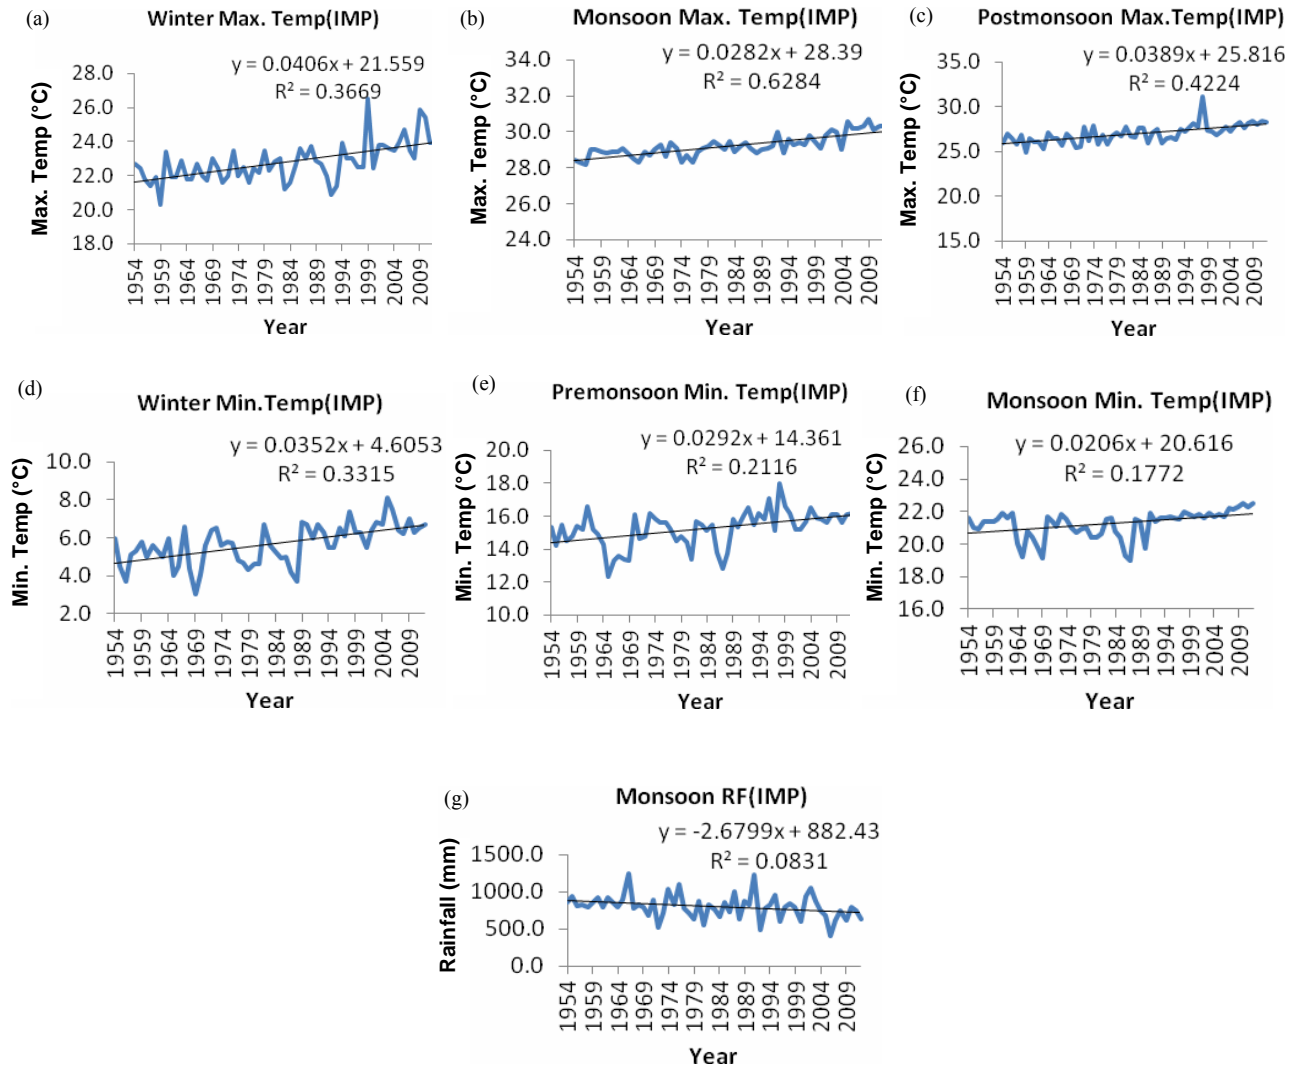 (a)
Winter Max. Temp(IMP)
y = 0.0406x + 21.559
R² = 0.3669
Max. Temp (°C)
28.0
26.0
24.0
22.0
20.0
18.0
1954 1959 1964 1969 1974 1979 1984 1989 1994 1999 2004 2009
Year
(b)
Monsoon Max. Temp(IMP)
y = 0.0282x + 28.39
R² = 0.6284
Max. Temp (°C)
34.0
32.0
30.0
28.0
26.0
24.0
1954 1959 1964 1969 1974 1979 1984 1989 1994 1999 2004 2009
Year
(c)
Postmonsoon Max.Temp(IMP)
y = 0.0389x + 25.816
R² = 0.4224
Max. Temp (°C)
35.0
30.0
25.0
20.0
15.0
1954 1959 1964 1969 1974 1979 1984 1989 1994 1999 2004 2009
Year
(d)
Winter Min.Temp(IMP)
y = 0.0352x + 4.6053
R² = 0.3315
Min. Temp (°C)
10.0
8.0
6.0
4.0
2.0
1954 1959 1964 1969 1974 1979 1984 1989 1994 1999 2004 2009
Year
(e)
Premonsoon Min. Temp(IMP)
y = 0.0292x + 14.361
R² = 0.2116
Min. Temp (°C)
20.0
18.0
16.0
14.0
12.0
10.0
1954 1959 1964 1969 1974 1979 1984 1989 1994 1999 2004 2009
Year
(f)
Monsoon Min. Temp(IMP)
y = 0.0206x + 20.616
R² = 0.1772
Min. Temp (°C)
26.0
24.0
22.0
20.0
18.0
16.0
1954 1959 1964 1969 1974 1979 1984 1989 1994 1999 2004 2009
Year
(g)
Monsoon RF(IMP)
y = -2.6799x + 882.43
R² = 0.0831
Rainfall (mm)
1500.0
1000.0
500.0
0.0
1954 1959 1964 1969 1974 1979 1984 1989 1994 1999 2004 2009
Year